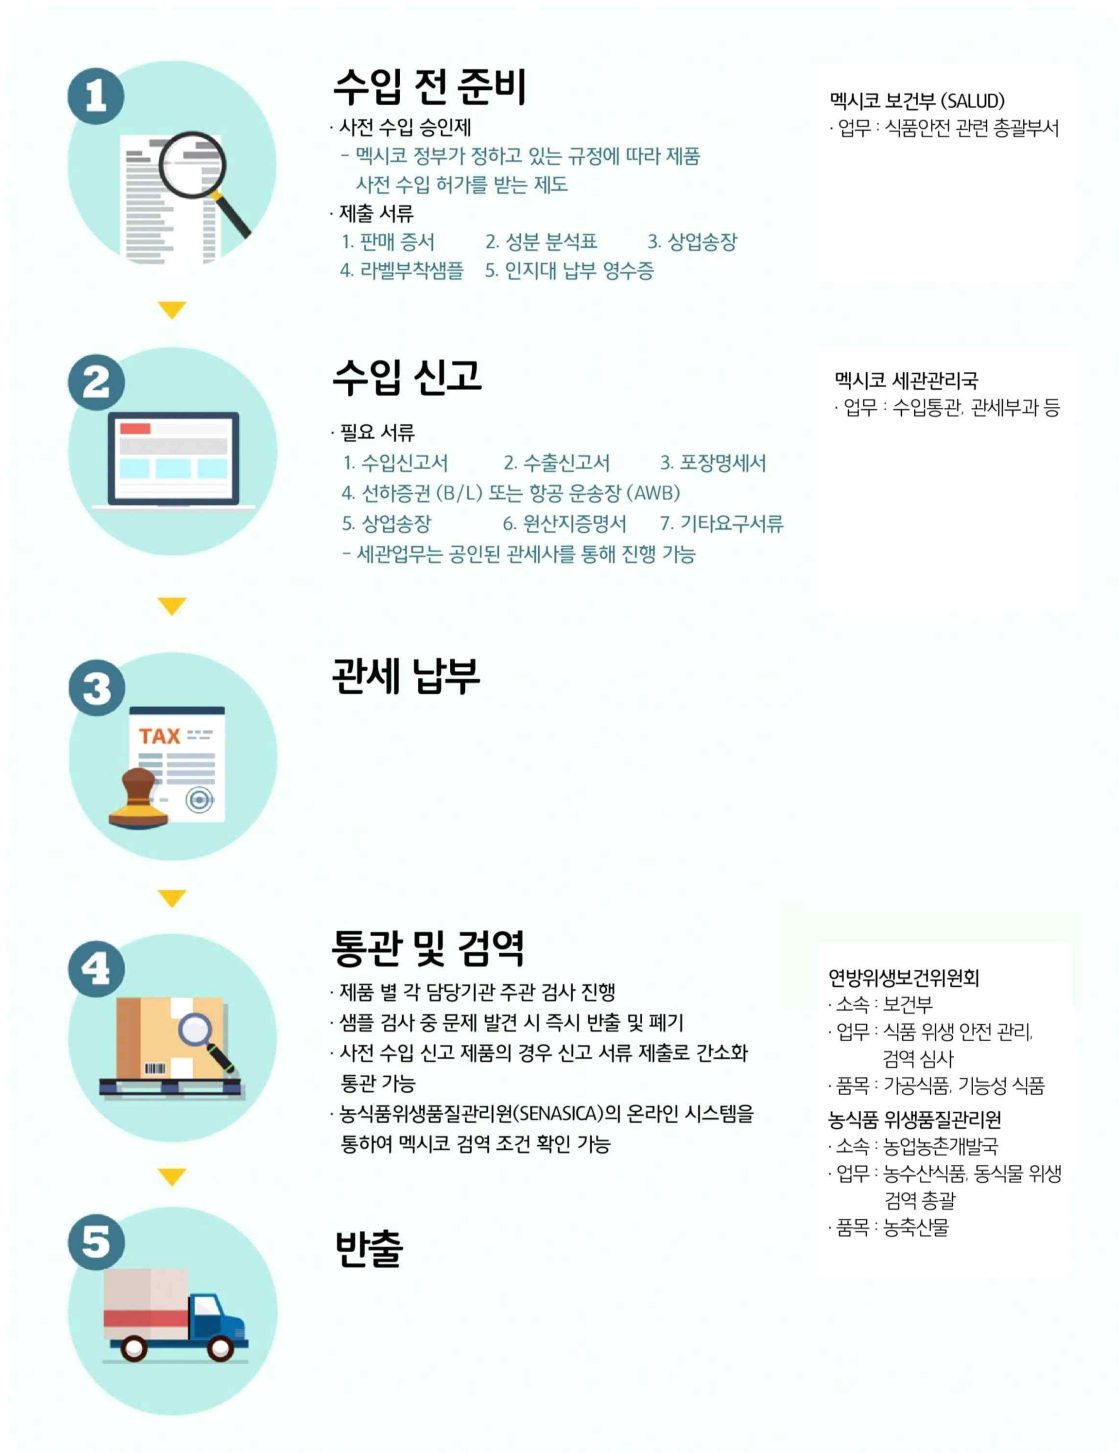 1
수입 전 준비
· 사전 수입 승인제
- 멕시코 정부가 정하고 있는 규정에 따라 제품
사전 수입 허가를 받는 제도
· 제출 서류
1. 판매 증서 2. 성분 분석표 3. 상업송장
4. 라벨부착샘플 5. 인지대 납부 영수증
멕시코 보건부 (SALUD)
· 업무 : 식품안전 관련 총괄부서
2
수입 신고
· 필요 서류
1. 수입신고서 2. 수출신고서 3. 포장명세서
4. 선하증권 (B/L) 또는 항공 운송장 (AWB)
5. 상업송장 6. 원산지증명서 7. 기타요구서류
- 세관업무는 공인된 관세사를 통해 진행 가능
멕시코 세관관리국
· 업무 : 수입통관, 관세부과 등
3
TAX
관세 납부
4
통관 및 검역
· 제품 별 각 담당기관 주관 검사 진행
· 샘플 검사 중 문제 발견 시 즉시 반출 및 폐기
· 사전 수입 신고 제품의 경우 신고 서류 제출로 간소화
통관 가능
· 농식품위생품질관리원(SENASICA)의 온라인 시스템을
통하여 멕시코 검역 조건 확인 가능
연방위생보건위원회
· 소속 : 보건부
· 업무 : 식품 위생 안전 관리,
검역 심사
· 품목 : 가공식품, 기능성 식품
농식품 위생품질관리원
· 소속 : 농업농촌개발국
· 업무 : 농수산식품, 동식물 위생
검역 총괄
· 품목 : 농축산물
5
반출